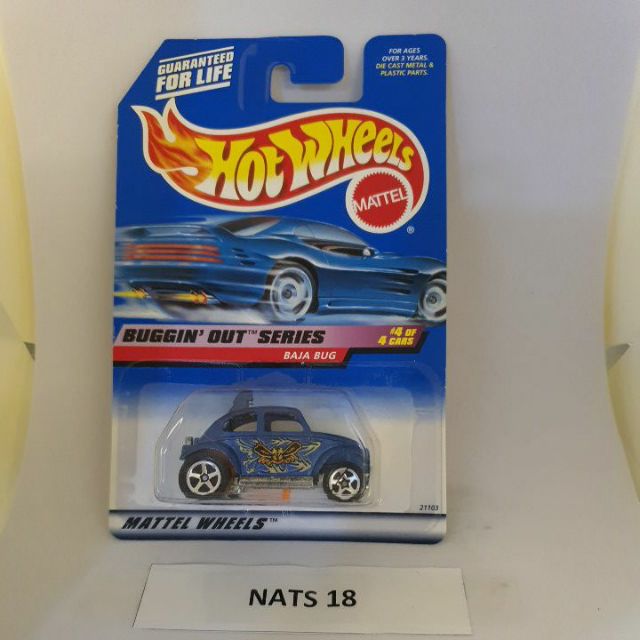 GUARANTEED
FOR LIFE
FOR AGES
OVER 3 YEARS.
DIE CAST METAL &
PLASTIC PARTS.
HOT WHEELS
MATTEL
®
BUGGIN' OUT™ SERIES
#4 OF
4 CARS
BAJA BUG
21103
MATTEL WHEELS™
NATS 18